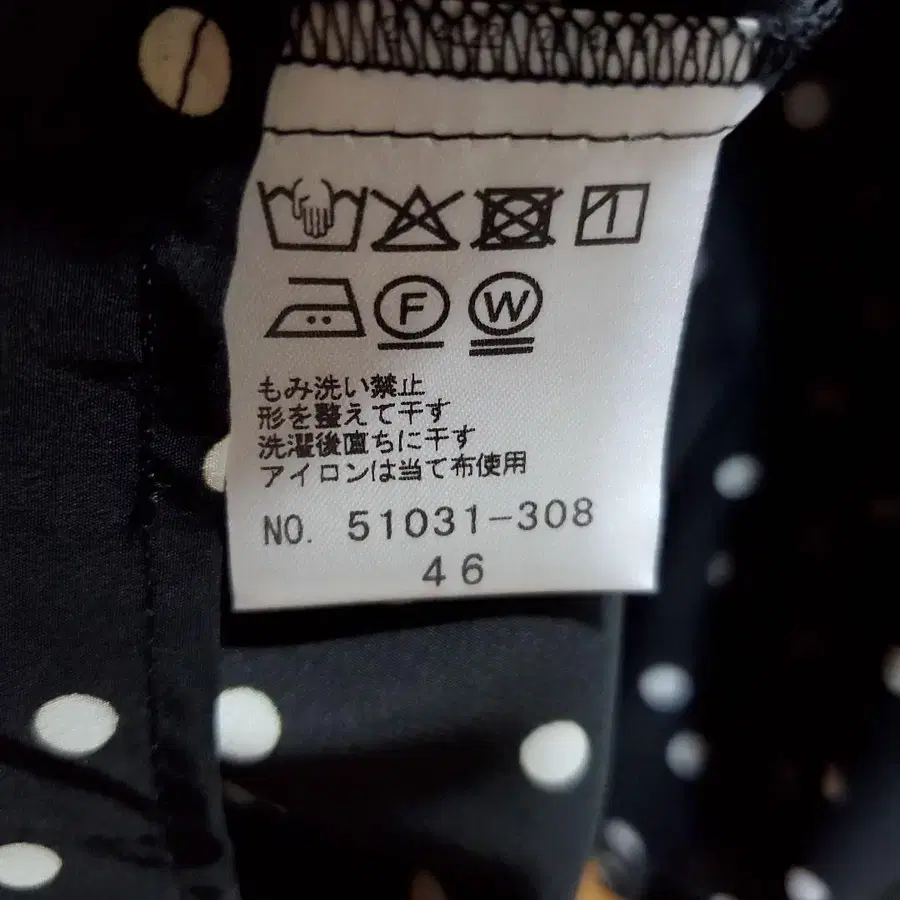 F W
もみ洗い禁止
形を整えて干す
洗濯後直ちに干す
アイロンは当て布使用
NO. 51031-308
46